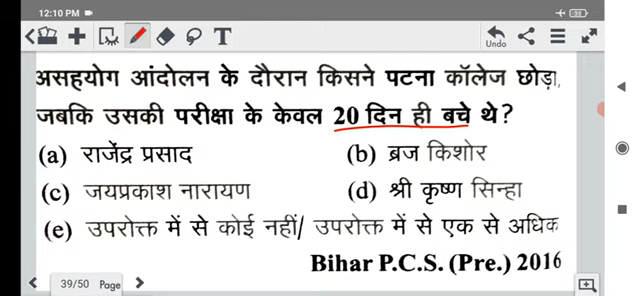 12:10 PM
38
Undo
T
असहयोग आंदोलन के दौरान किसने पटना कॉलेज छोड़ा,
जबकि उसकी परीक्षा के केवल 20 दिन ही बचे थे?
(a) राजेंद्र प्रसाद (b) ब्रज किशोर
(c) जयप्रकाश नारायण (d) श्री कृष्ण सिन्हा
(e) उपरोक्त में से कोई नहीं/ उपरोक्त में से एक से अधिक
Bihar P.C.S. (Pre.) 2016
39/50 Page